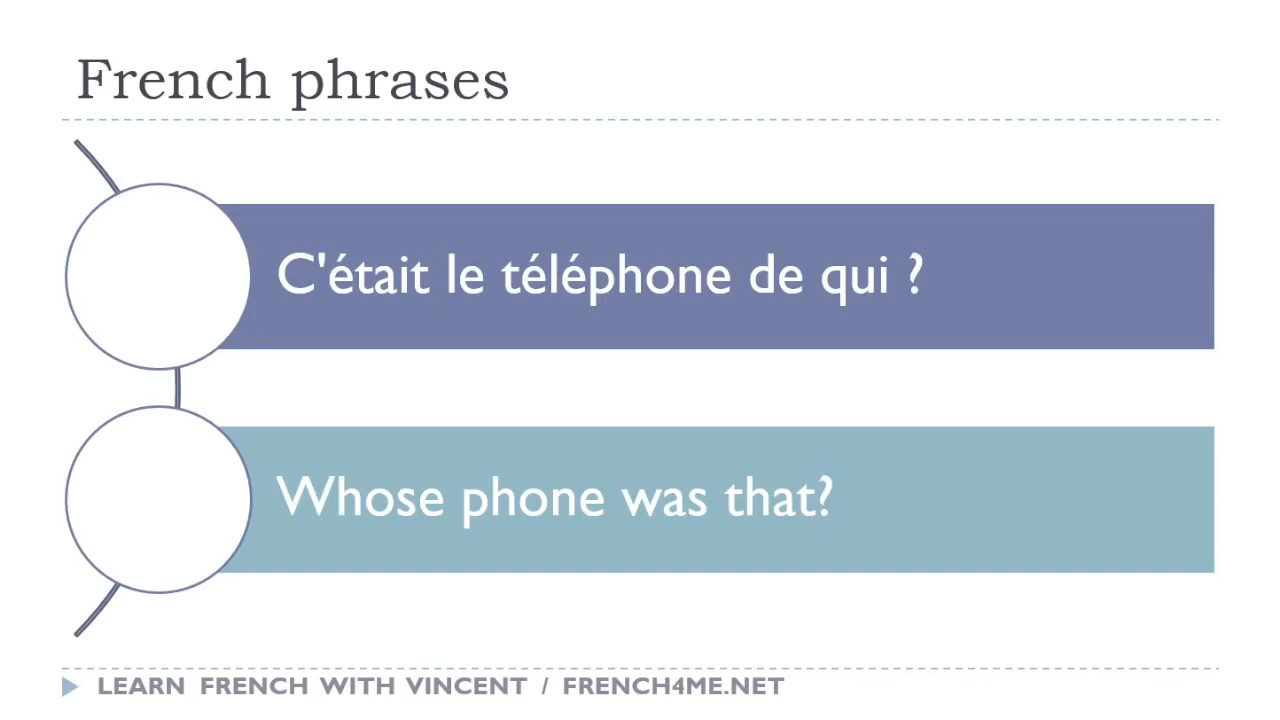 French phrases
C'était le téléphone de qui ?
Whose phone was that?
LEARN FRENCH WITH VINCENT / FRENCH4ME.NET